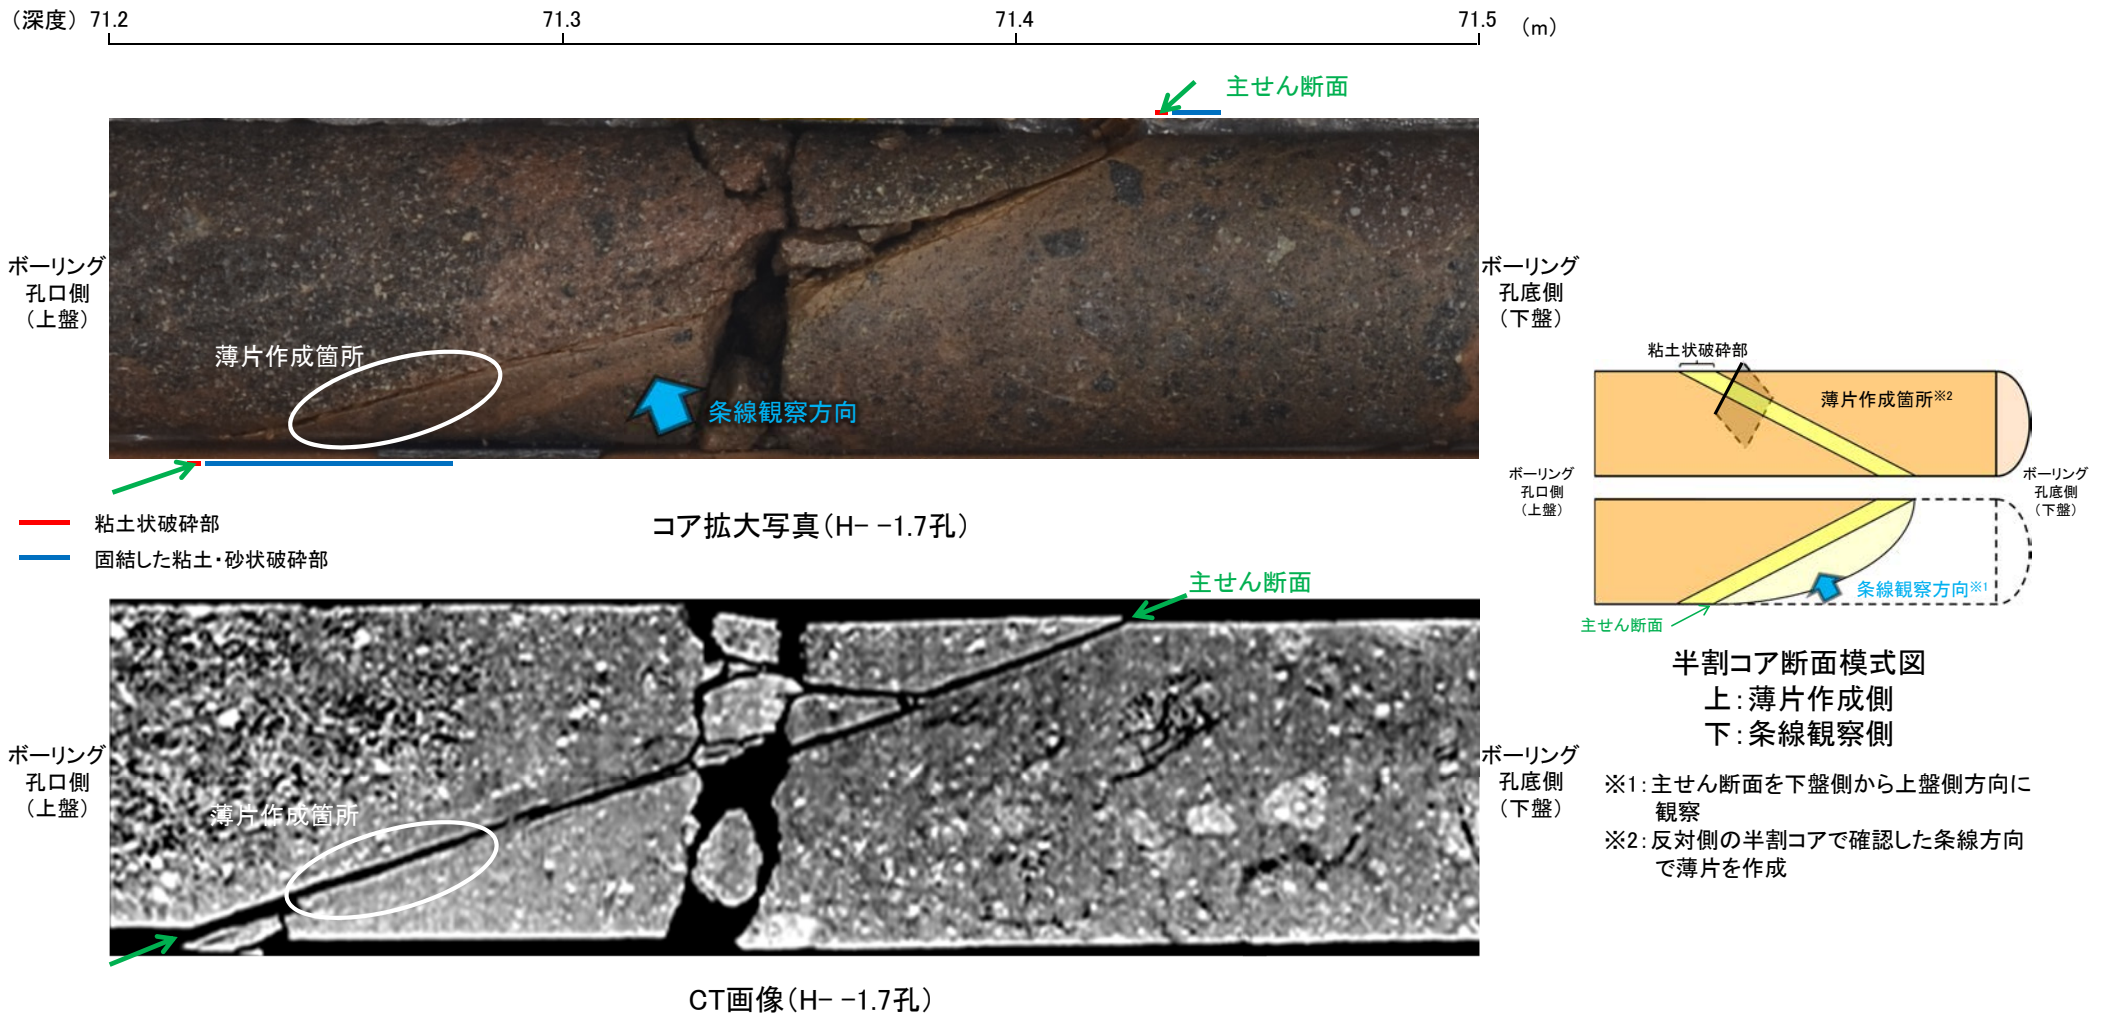 （深度） 71.2 71.3 71.4 71.5 （m）
主せん断面
ボーリング
孔口側
（上盤）
薄片作成箇所
条線観察方向
ボーリング
孔底側
（下盤）
粘土状破砕部
固結した粘土・砂状破砕部
コア拡大写真（H- -1.7孔）
主せん断面
ボーリング
孔口側
（上盤）
薄片作成箇所
ボーリング
孔底側
（下盤）
CT画像（H- -1.7孔）
粘土状破砕部
薄片作成箇所※2
ボーリング
孔口側
（上盤）
ボーリング
孔底側
（下盤）
条線観察方向※1
主せん断面
半割コア断面模式図
上：薄片作成側
下：条線観察側
※1：主せん断面を下盤側から上盤側方向に
観察
※2：反対側の半割コアで確認した条線方向
で薄片を作成